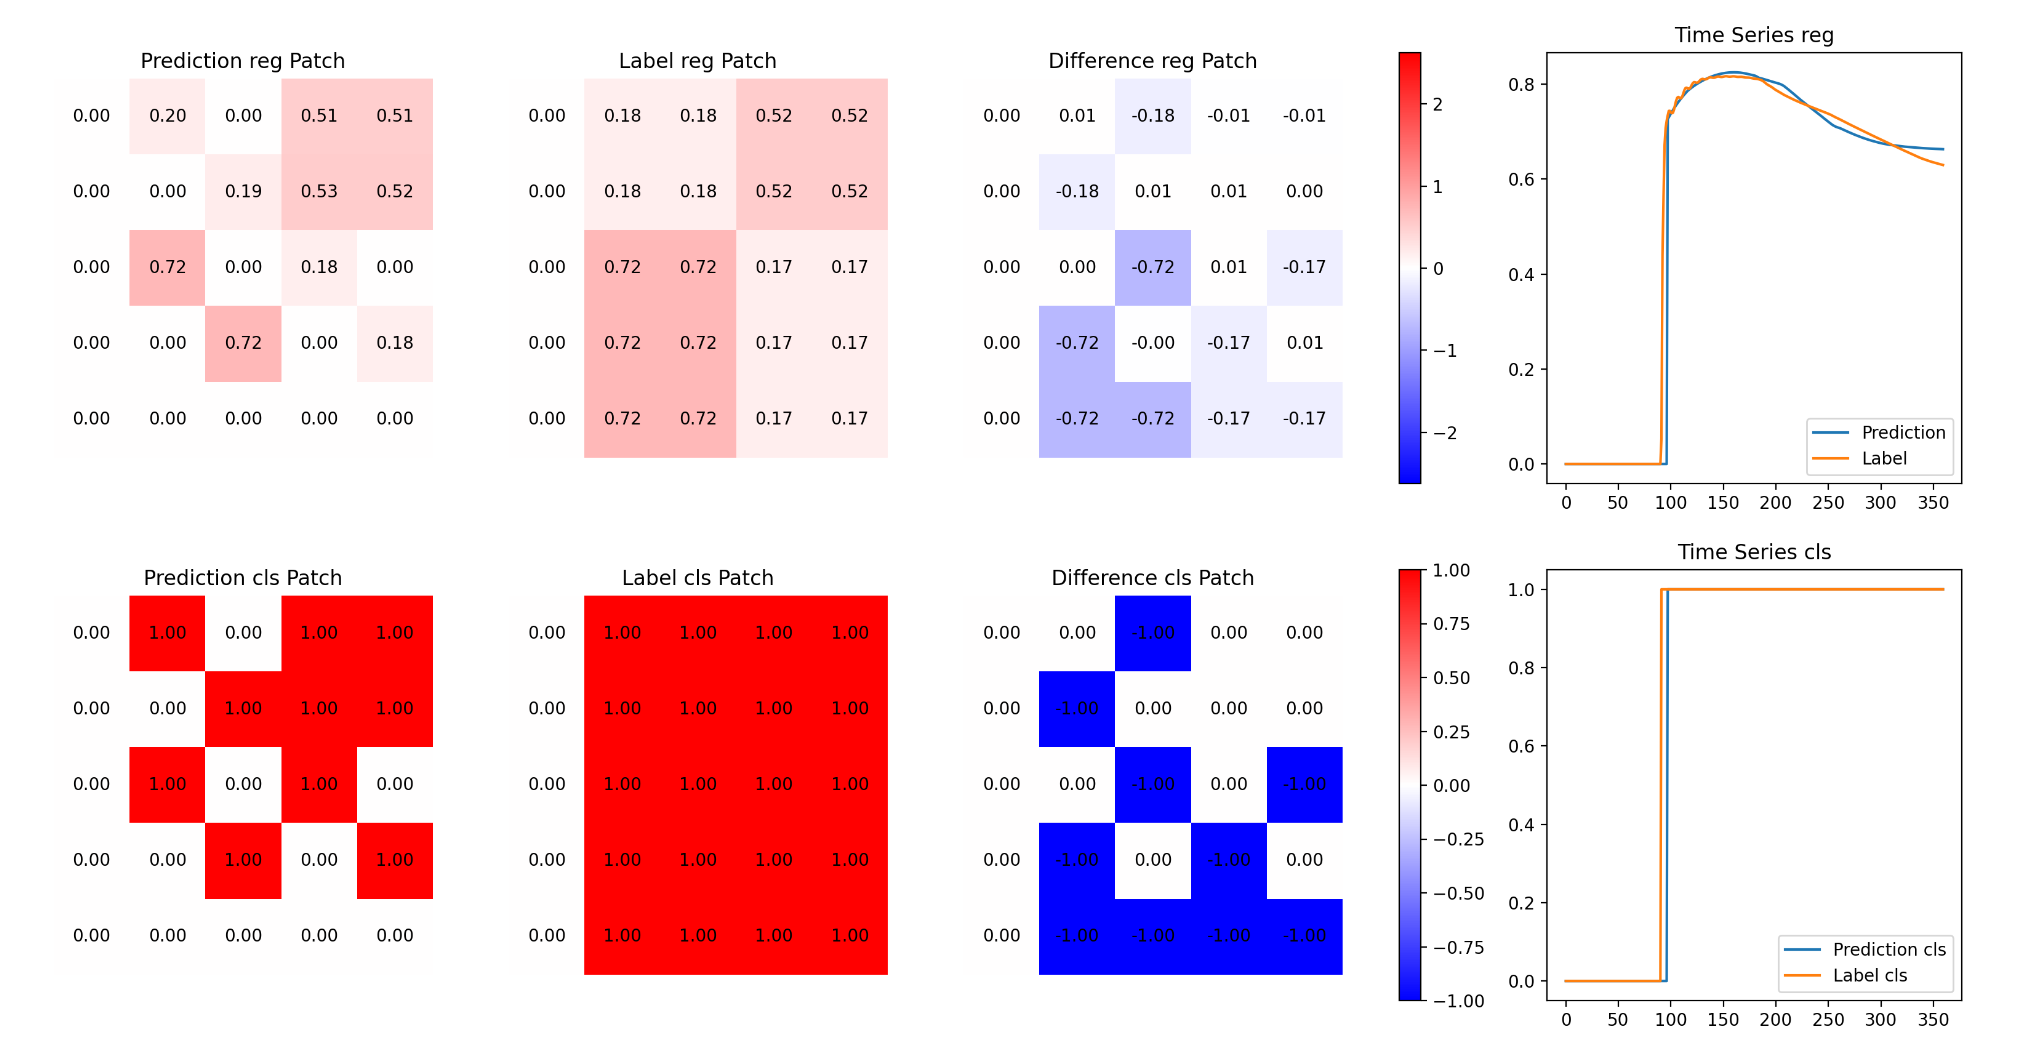 Prediction reg Patch
0.00 0.20 0.00 0.51 0.51
0.00 0.00 0.19 0.53 0.52
0.00 0.72 0.00 0.18 0.00
0.00 0.00 0.72 0.00 0.18
0.00 0.00 0.00 0.00 0.00
Label reg Patch
0.00 0.18 0.18 0.52 0.52
0.00 0.18 0.18 0.52 0.52
0.00 0.72 0.72 0.17 0.17
0.00 0.72 0.72 0.17 0.17
0.00 0.72 0.72 0.17 0.17
Difference reg Patch
0.00 0.01 -0.18 -0.01 -0.01
0.00 -0.18 0.01 0.01 0.00
0.00 0.00 -0.72 0.01 -0.17
0.00 -0.72 -0.00 -0.17 0.01
0.00 -0.72 -0.72 -0.17 -0.17
2
1
0
−1
−2
Time Series reg
0.8
0.6
0.4
0.2
0.0
Prediction
Label
0 50 100 150 200 250 300 350
Prediction cls Patch
0.00 1.00 0.00 1.00 1.00
0.00 0.00 1.00 1.00 1.00
0.00 1.00 0.00 1.00 0.00
0.00 0.00 1.00 0.00 1.00
0.00 0.00 0.00 0.00 0.00
Label cls Patch
0.00 1.00 1.00 1.00 1.00
0.00 1.00 1.00 1.00 1.00
0.00 1.00 1.00 1.00 1.00
0.00 1.00 1.00 1.00 1.00
0.00 1.00 1.00 1.00 1.00
Difference cls Patch
0.00 0.00 -1.00 0.00 0.00
0.00 -1.00 0.00 0.00 0.00
0.00 0.00 -1.00 0.00 -1.00
0.00 -1.00 0.00 -1.00 0.00
0.00 -1.00 -1.00 -1.00 -1.00
1.00
0.75
0.50
0.25
0.00
−0.25
−0.50
−0.75
−1.00
Time Series cls
1.0
0.8
0.6
0.4
0.2
0.0
Prediction cls
Label cls
0 50 100 150 200 250 300 350